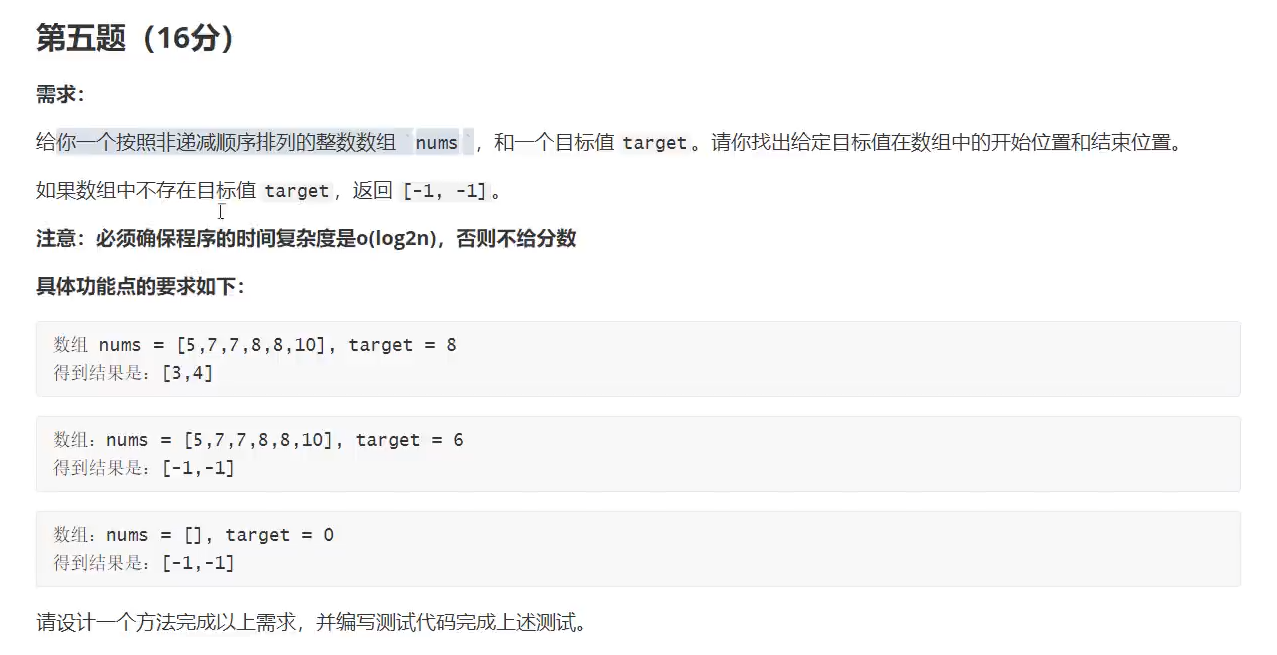 第五题（16分）
需求：
给你一个按照非递减顺序排列的整数数组 `nums`，和一个目标值 target。请你找出给定目标值在数组中的开始位置和结束位置。
如果数组中不存在目标值 target，返回 [-1, -1]。
注意：必须确保程序的时间复杂度是o(log2n)，否则不给分数
具体功能点的要求如下：
数组 nums = [5,7,7,8,8,10], target = 8
得到结果是：[3,4]
数组：nums = [5,7,7,8,8,10], target = 6
得到结果是：[-1,-1]
数组：nums = [], target = 0
得到结果是：[-1,-1]
请设计一个方法完成以上需求，并编写测试代码完成上述测试。